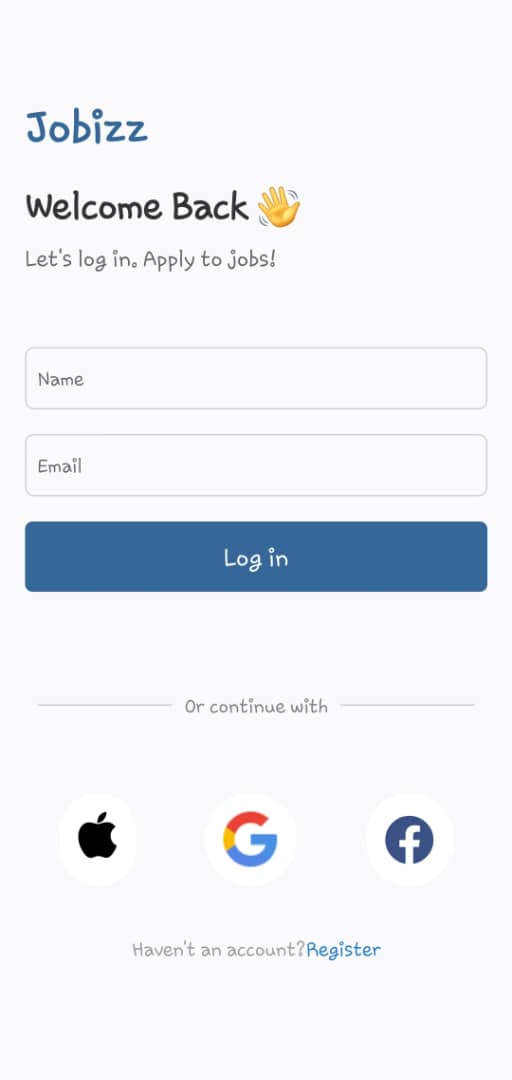 Jobizz
Welcome Back 👋
Let's log in. Apply to jobs!
Name
Email
Log in
Or continue with
Haven't an account?Register